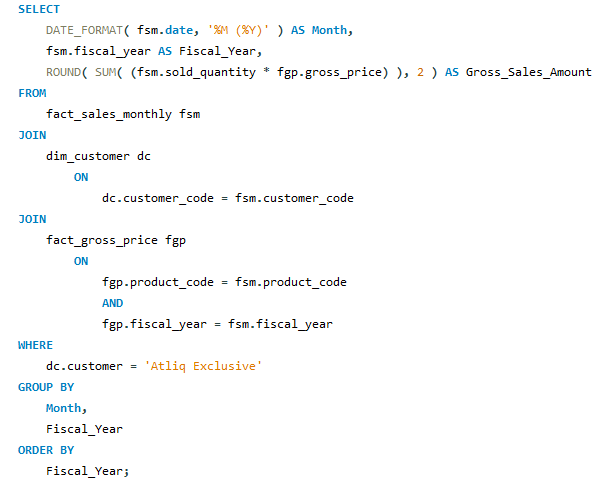 SELECT
DATE_FORMAT( fsm.date, '%M (%Y)' ) AS Month,
fsm.fiscal_year AS Fiscal_Year,
ROUND( SUM( (fsm.sold_quantity * fgp.gross_price) ), 2 ) AS Gross_Sales_Amount
FROM
fact_sales_monthly fsm
JOIN
dim_customer dc
ON
dc.customer_code = fsm.customer_code
JOIN
fact_gross_price fgp
ON
fgp.product_code = fsm.product_code
AND
fgp.fiscal_year = fsm.fiscal_year
WHERE
dc.customer = 'Atliq Exclusive'
GROUP BY
Month,
Fiscal_Year
ORDER BY
Fiscal_Year;